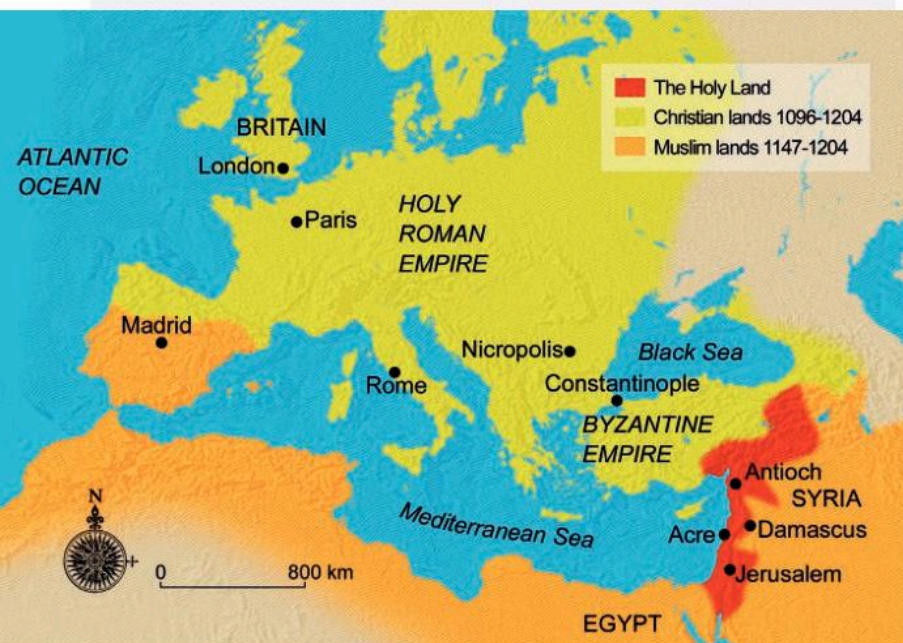 The Holy Land
Christian lands 1096-1204
Muslim lands 1147-1204
BRITAIN
ATLANTIC
OCEAN
London
Paris
HOLY
ROMAN
EMPIRE
Madrid
Nicropolis
Black Sea
Rome
Constantinople
BYZANTINE
EMPIRE
Antioch
SYRIA
Mediterranean Sea
Acre
Damascus
Jerusalem
N
0 800 km
EGYPT